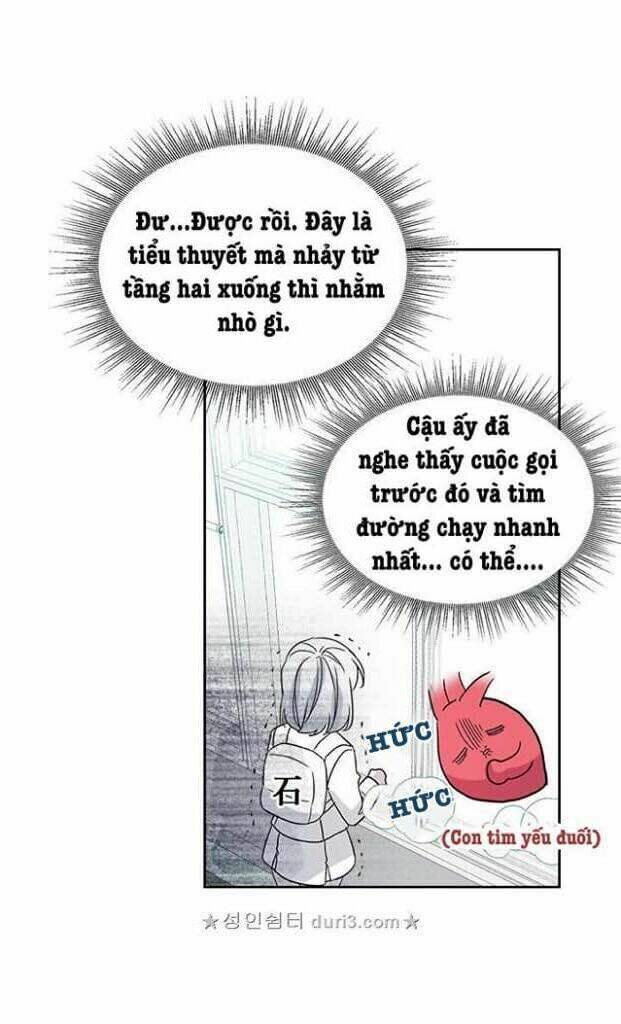 Đư...Được rồi. Đây là
tiểu thuyết mà nhảy từ
tầng hai xuống thì nhằm
nhò gì.
Cậu ấy đã
nghe thấy cuộc gọi
trước đó và tìm
đường chạy nhanh
nhất... có thể....
HỨC
石
HỨC
(Con tim yếu đuối)
★성인쉼터 duri3.com★